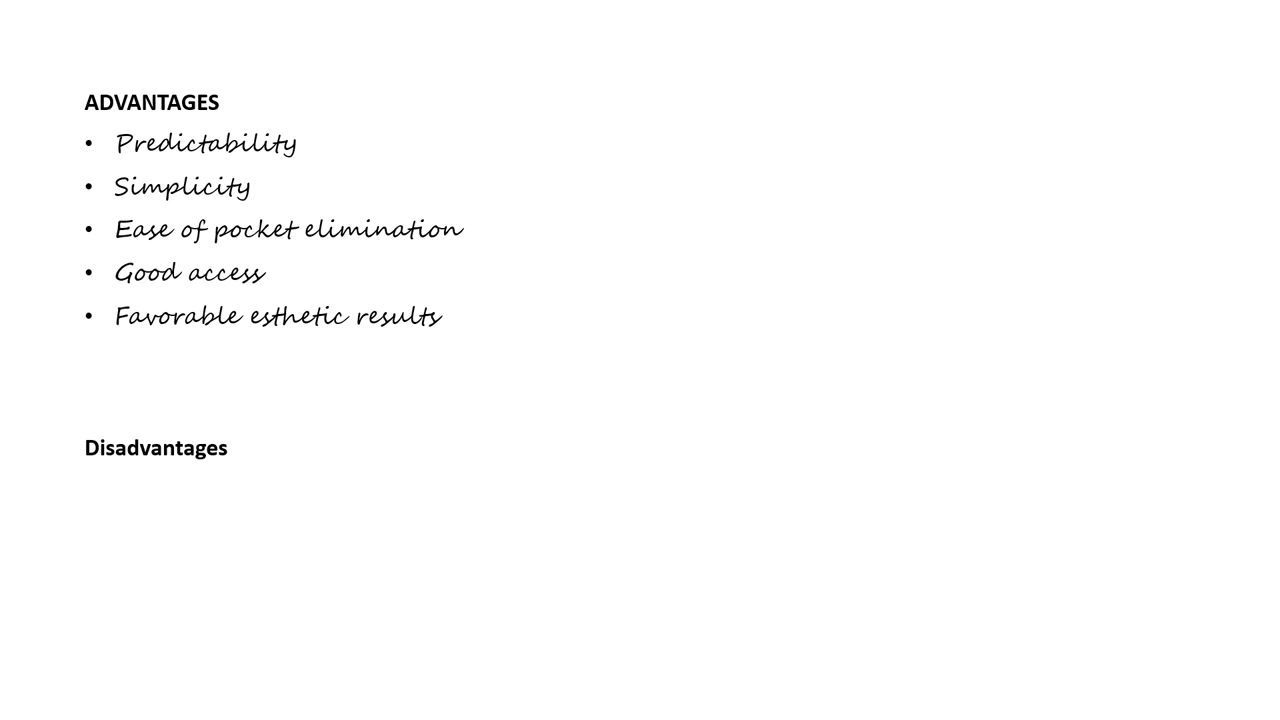 ADVANTAGES
• Predictability
• Simplicity
• Ease of pocket elimination
• Good access
• Favorable esthetic results
Disadvantages